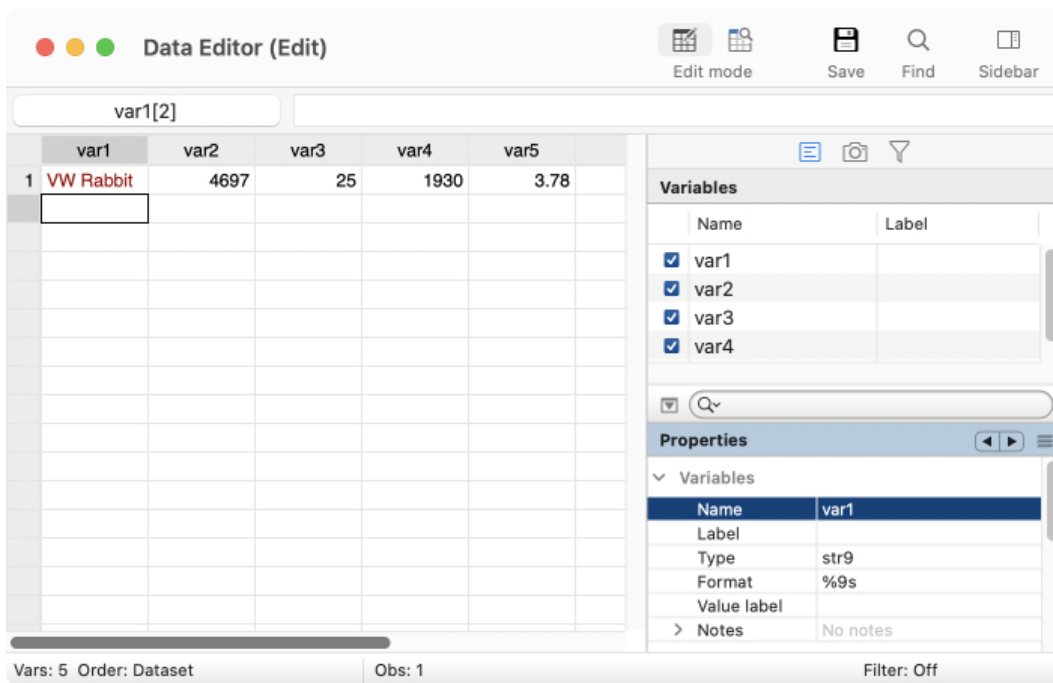 Data Editor (Edit)
Edit mode
Save
Find
Sidebar
var1[2]
var1 var2 var3 var4 var5
1 VW Rabbit 4697 25 1930 3.78
Variables
Name Label
var1
var2
var3
var4
Properties
Variables
Name var1
Label
Type str9
Format %9s
Value label
Notes No notes
Vars: 5 Order: Dataset
Obs: 1
Filter: Off